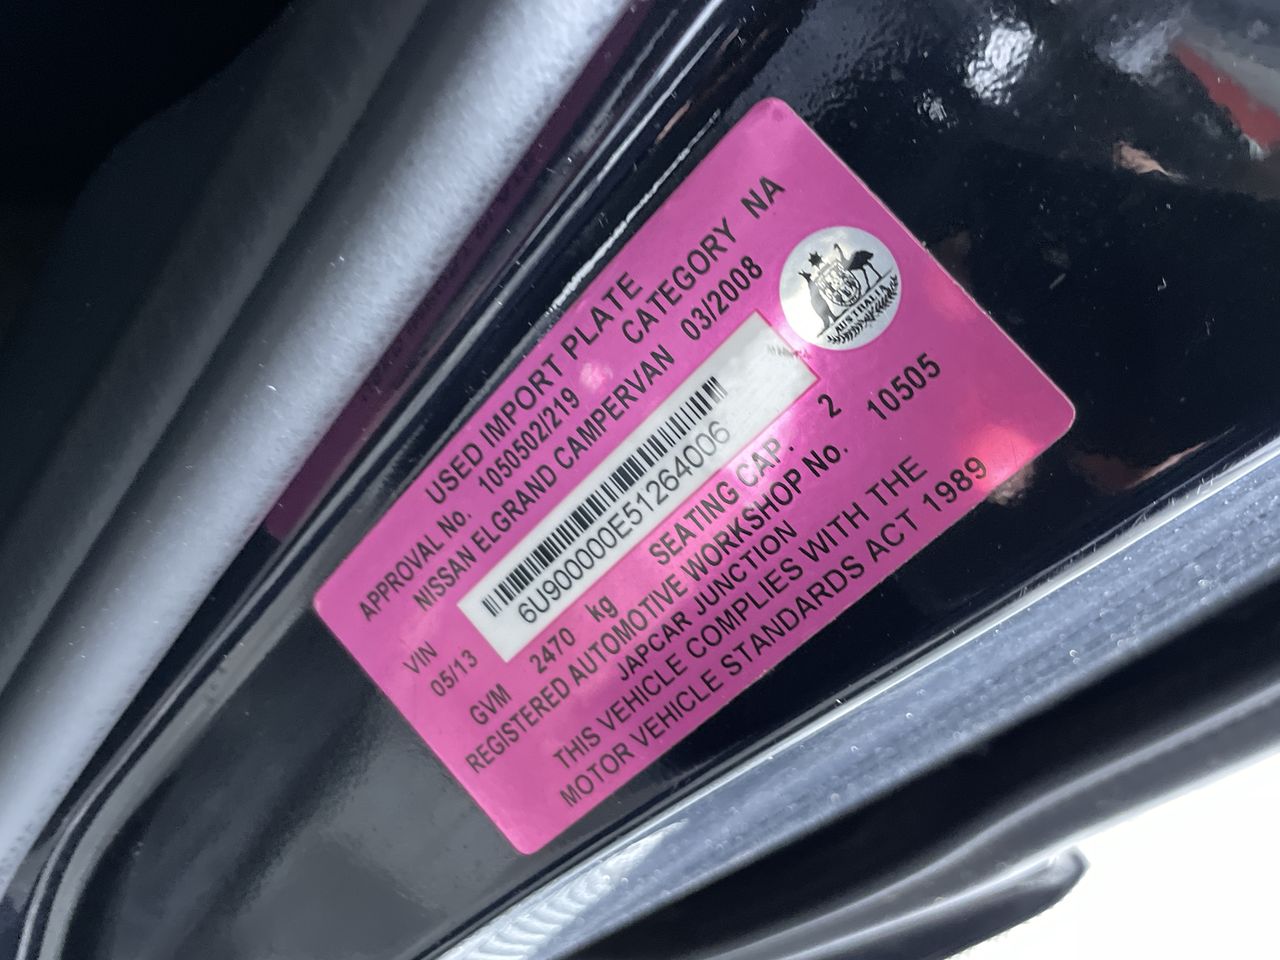 USED IMPORT PLATE
APPROVAL No. 1050502/219 CATEGORY NA
NISSAN ELGRAND CAMPERVAN 03/2008
VIN 6U900000E51264006
05/13
GVM 2470 kg SEATING CAP. 2
REGISTERED AUTOMOTIVE WORKSHOP No. 10505
JAPCAR JUNCTION
THIS VEHICLE COMPLIES WITH THE
MOTOR VEHICLE STANDARDS ACT 1989
AUSTRALIA